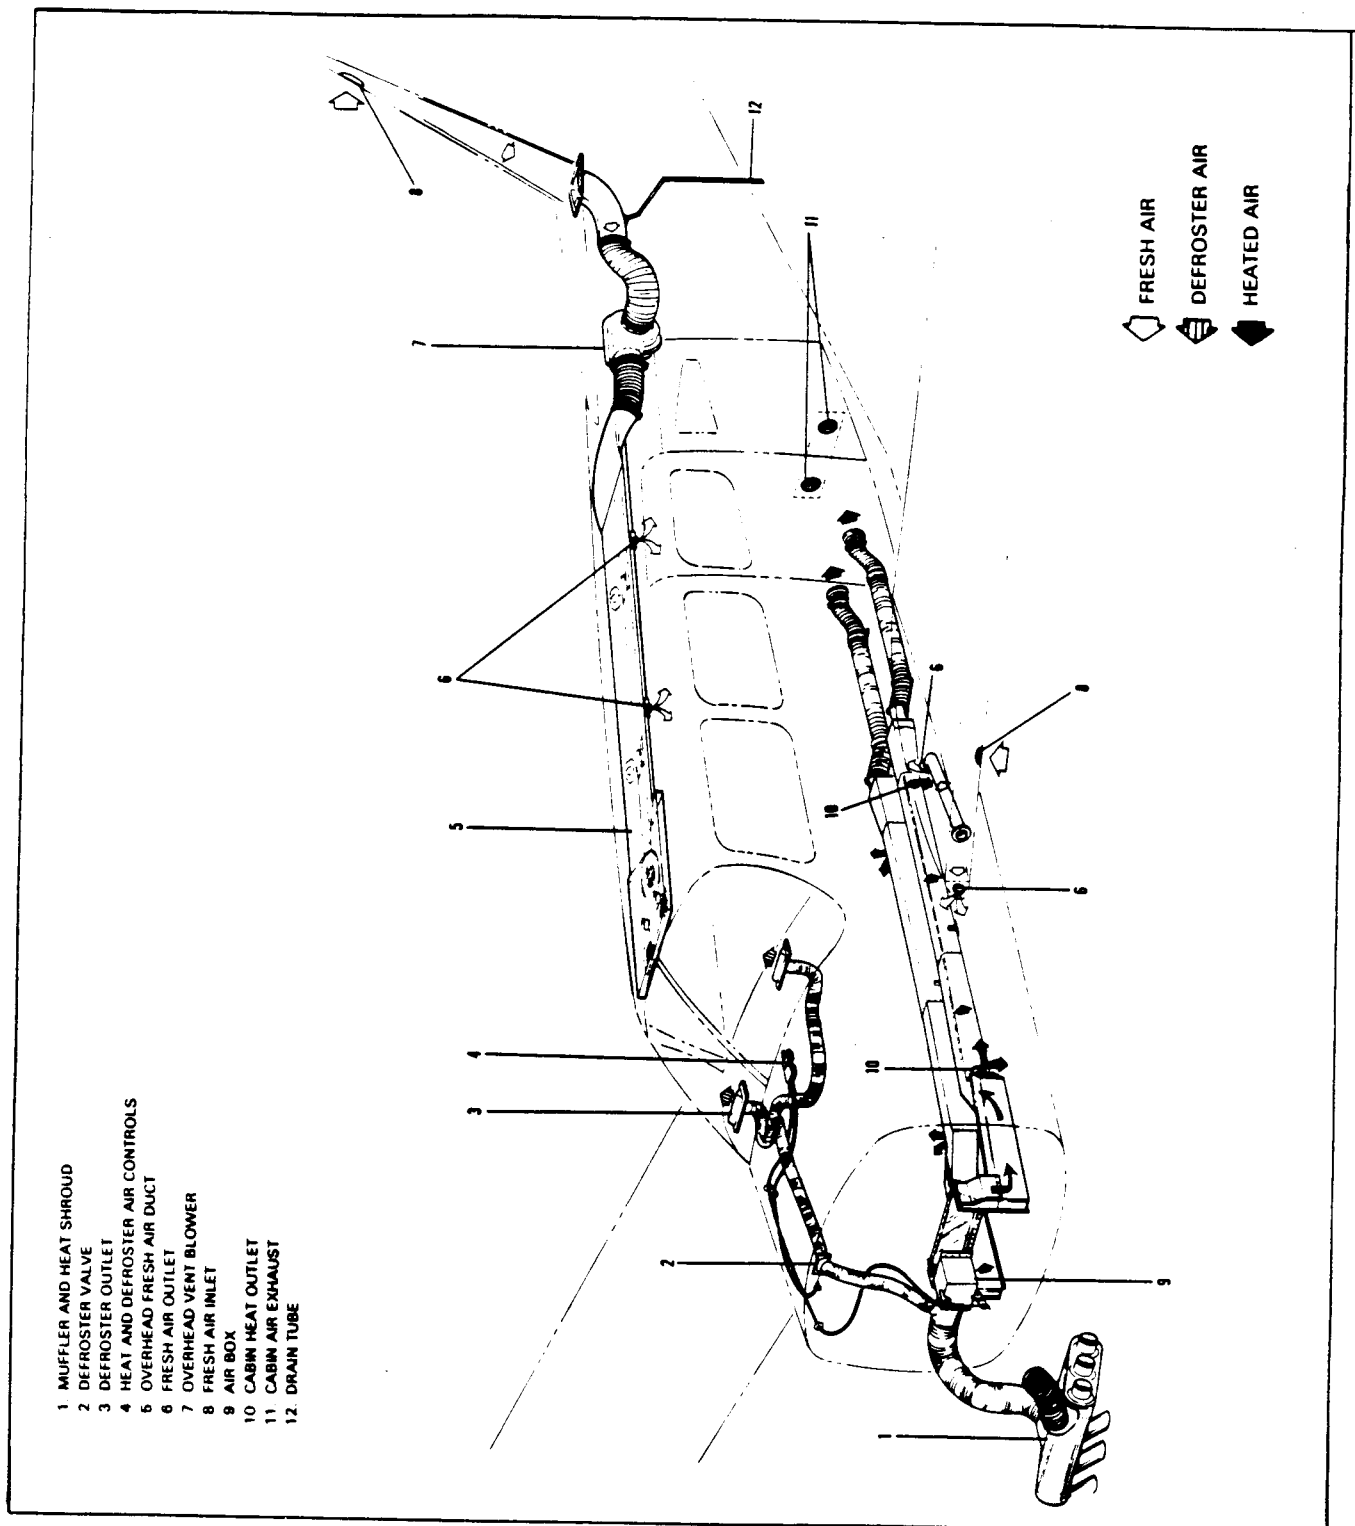 1 MUFFLER AND HEAT SHROUD
2 DEFROSTER VALVE
3 DEFROSTER OUTLET
4 HEAT AND DEFROSTER AIR CONTROLS
5 OVERHEAD FRESH AIR DUCT
6 FRESH AIR OUTLET
7 OVERHEAD VENT BLOWER
8 FRESH AIR INLET
9 AIR BOX
10 CABIN HEAT OUTLET
11. CABIN AIR EXHAUST
12. DRAIN TUBE
8
12
7
11
6
5
6
8
10
6
4
3
10
2
9
1
FRESH AIR
DEFROSTER AIR
HEATED AIR